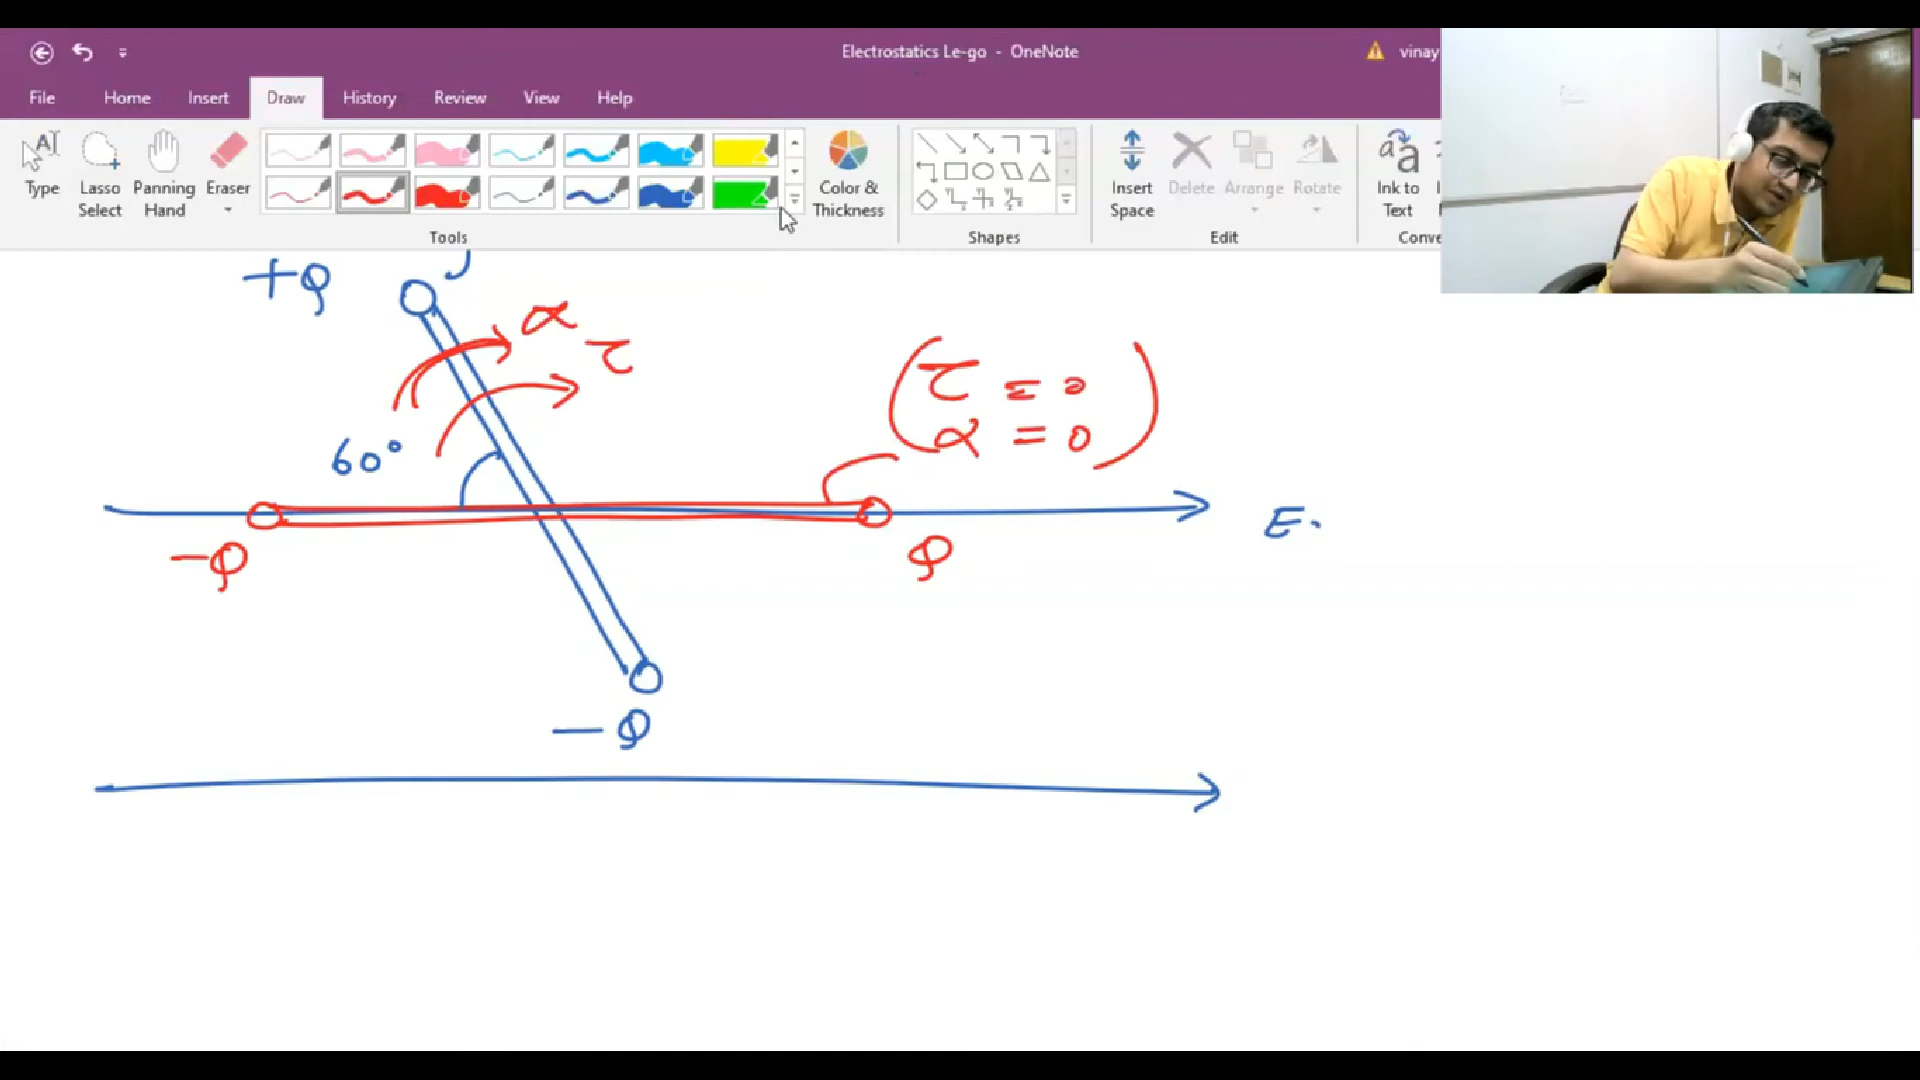 Electrostatics Le-go - OneNote
vinay
File Home Insert Draw History Review View Help
Type
Lasso Select
Panning Hand
Eraser
Color & Thickness
Insert Space
Delete
Arrange
Rotate
Ink to Text
Tools
Shapes
Edit
Conve
+Q
α
τ
τ = 0
α = 0
60°
E
-Q
Q
-Q